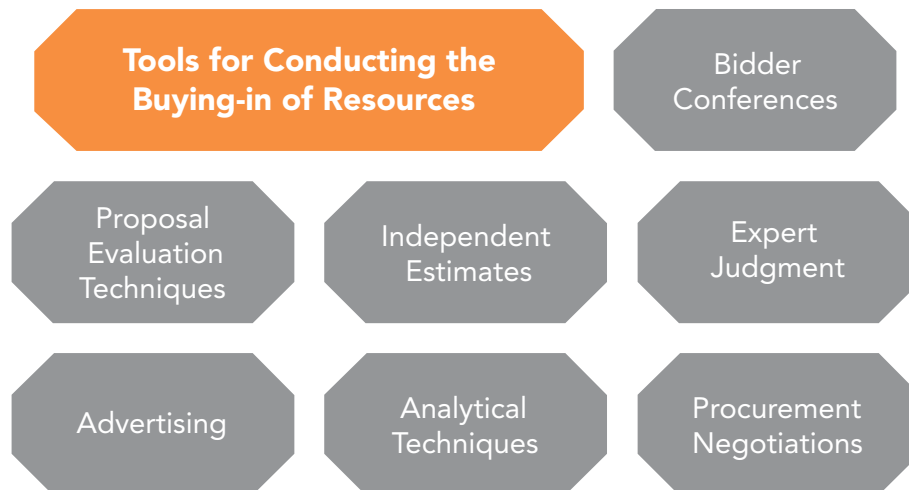 Tools for Conducting the
Buying-in of Resources
Bidder
Conferences
Proposal
Evaluation
Techniques
Independent
Estimates
Expert
Judgment
Advertising
Analytical
Techniques
Procurement
Negotiations